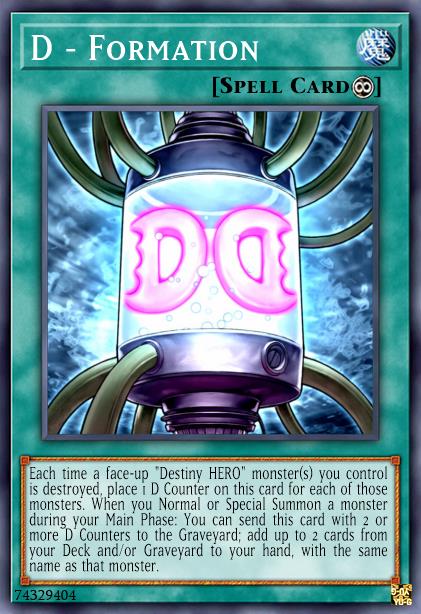 D - Formation
魔
[Spell Card∞]
DD
Each time a face-up "Destiny HERO" monster(s) you control
is destroyed, place 1 D Counter on this card for each of those
monsters. When you Normal or Special Summon a monster
during your Main Phase: You can send this card with 2 or
more D Counters to the Graveyard; add up to 2 cards from
your Deck and/or Graveyard to your hand, with the same
name as that monster.
74329404